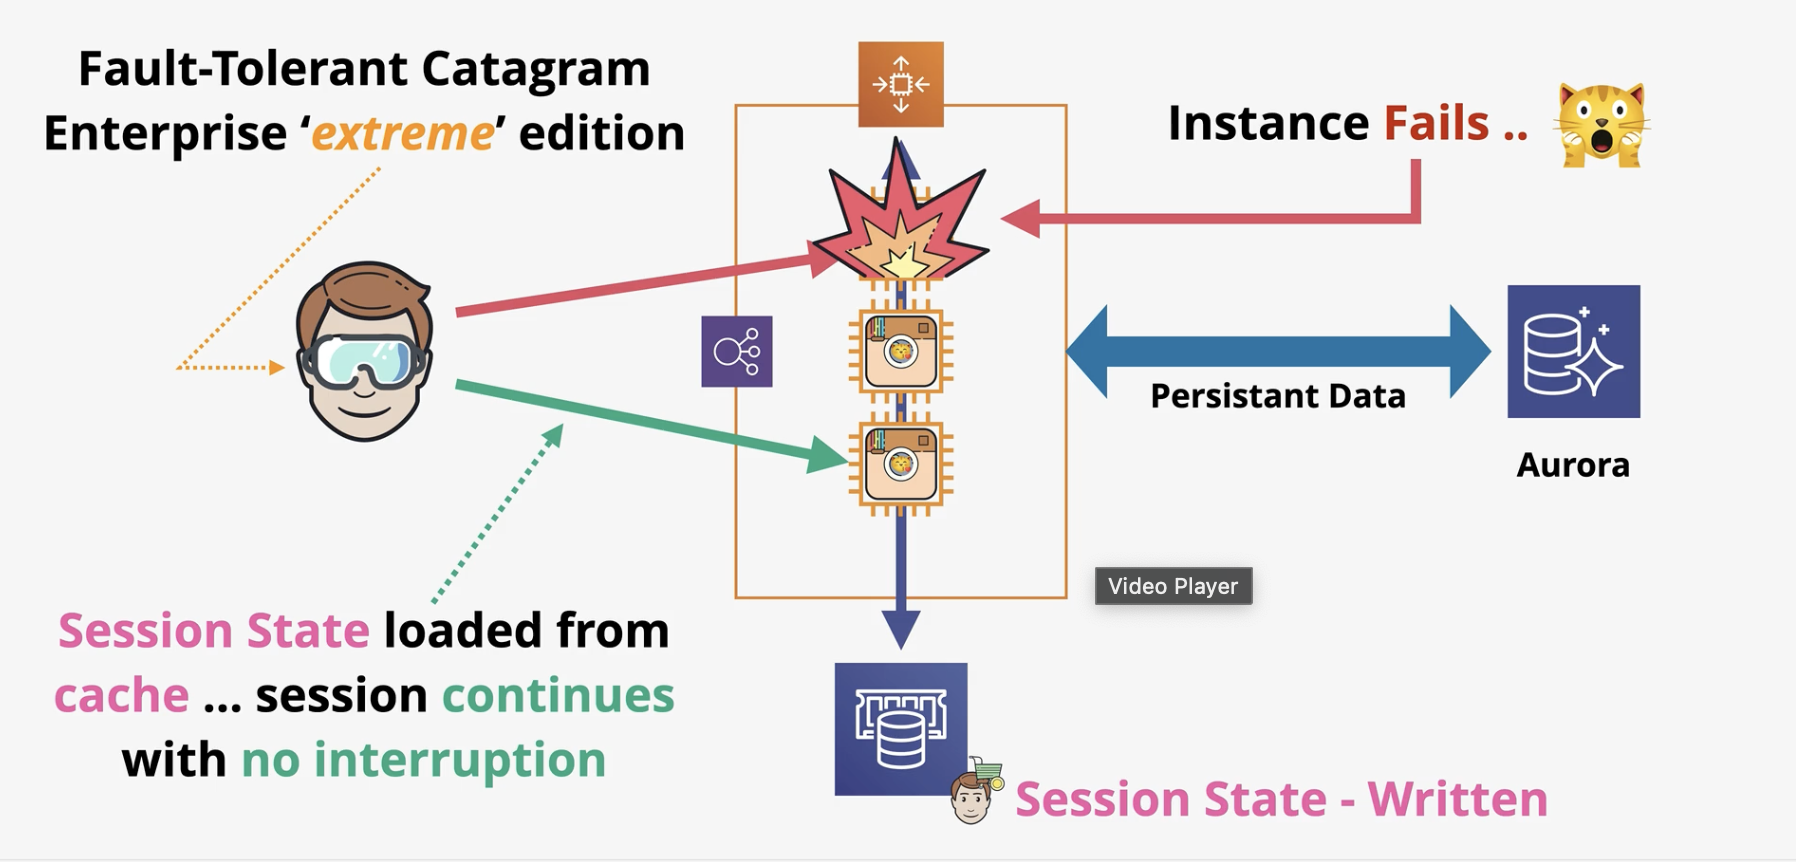 Fault-Tolerant Catagram
Enterprise ‘extreme’ edition
Instance Fails ..
Persistant Data
Aurora
Video Player
Session State loaded from
cache ... session continues
with no interruption
Session State - Written